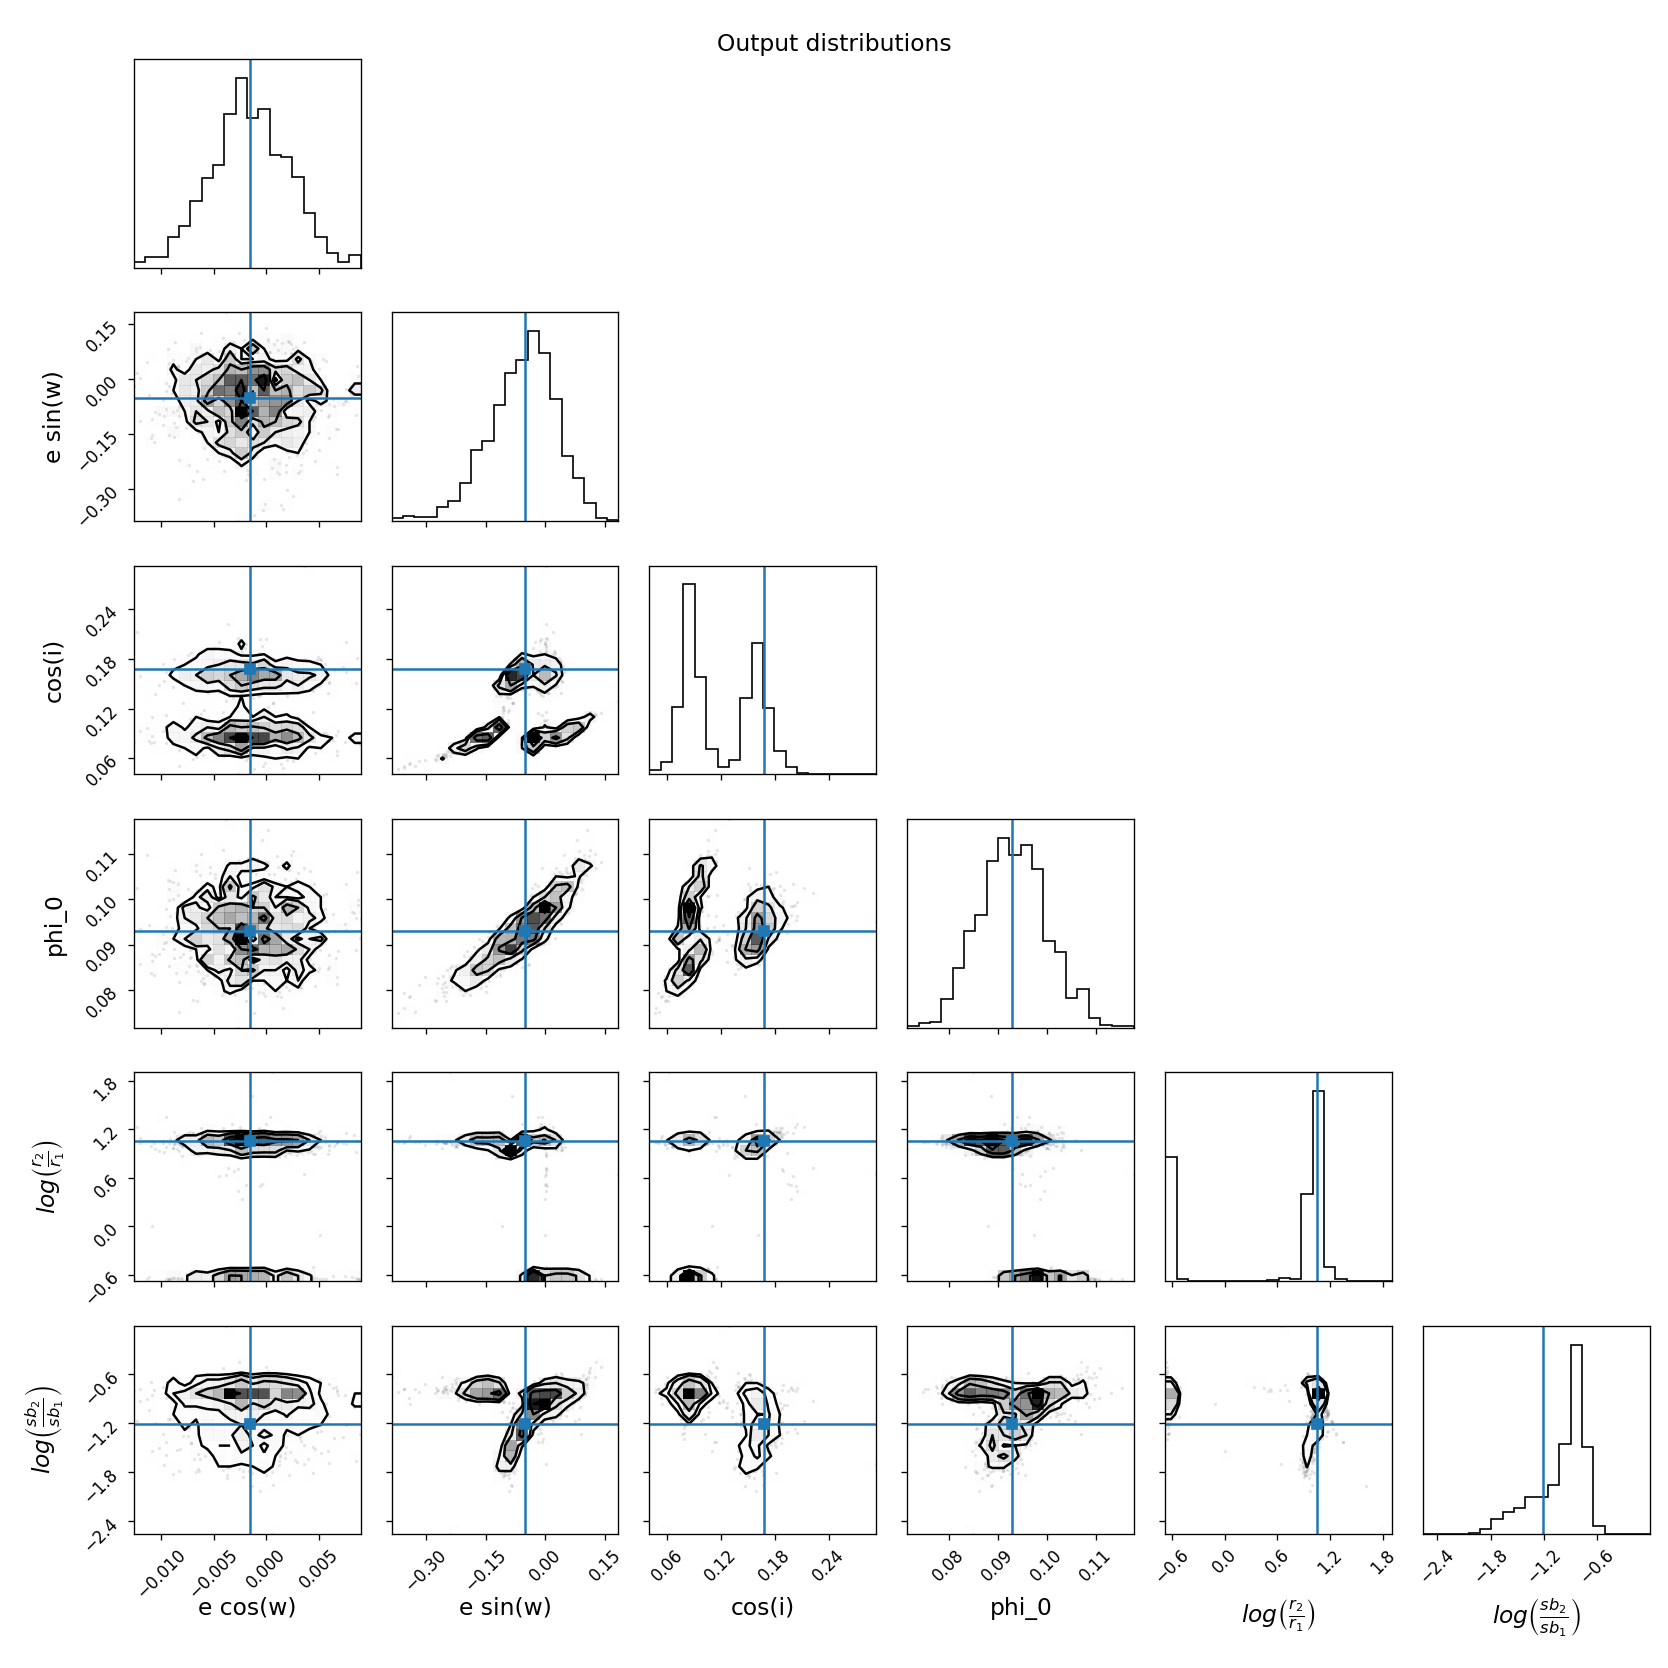 Output distributions
0.15
0.00
−0.15
−0.30
e sin(w)
0.24
0.18
0.12
0.06
cos(i)
0.11
0.10
0.09
0.08
phi_0
1.8
1.2
0.6
0.0
−0.6
log(r2/r1)
−0.6
−1.2
−1.8
−2.4
log(sb2/sb1)
−0.010 −0.005 0.000 0.005 −0.30 −0.15 0.00 0.15 0.06 0.12 0.18 0.24 0.08 0.09 0.10 0.11 −0.6 0.0 0.6 1.2 1.8 −2.4 −1.8 −1.2 −0.6
e cos(w) e sin(w) cos(i) phi_0 log(r2/r1) log(sb2/sb1)